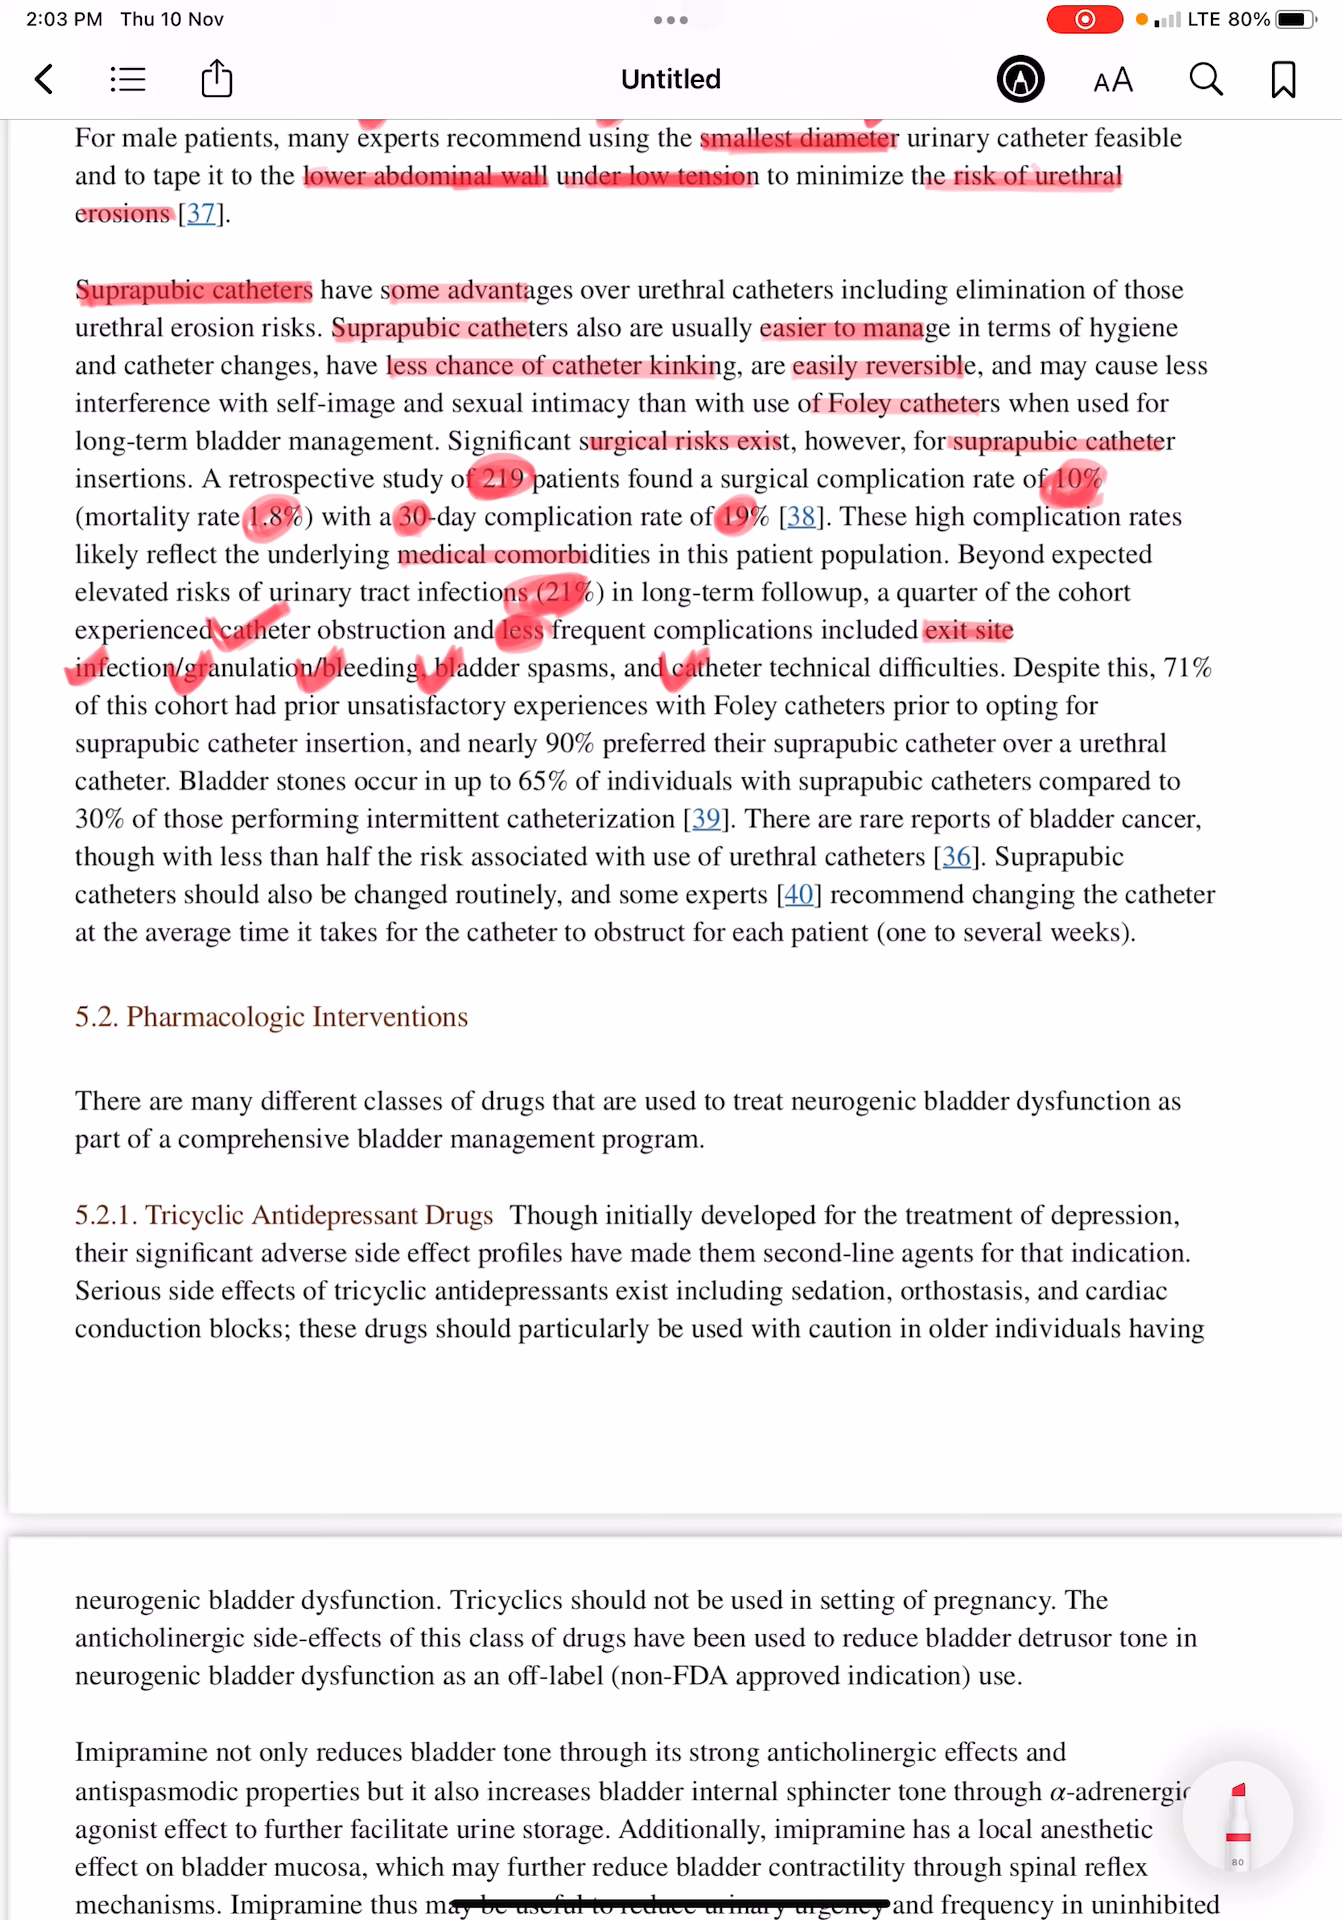 2:03 PM Thu 10 Nov
LTE 80%
Untitled
AA
For male patients, many experts recommend using the smallest diameter urinary catheter feasible
and to tape it to the lower abdominal wall under low tension to minimize the risk of urethral
erosions [37].
Suprapubic catheters have some advantages over urethral catheters including elimination of those
urethral erosion risks. Suprapubic catheters also are usually easier to manage in terms of hygiene
and catheter changes, have less chance of catheter kinking, are easily reversible, and may cause less
interference with self-image and sexual intimacy than with use of Foley catheters when used for
long-term bladder management. Significant surgical risks exist, however, for suprapubic catheter
insertions. A retrospective study of 219 patients found a surgical complication rate of 10%
(mortality rate 1.8%) with a 30-day complication rate of 19% [38]. These high complication rates
likely reflect the underlying medical comorbidities in this patient population. Beyond expected
elevated risks of urinary tract infections (21%) in long-term followup, a quarter of the cohort
experienced catheter obstruction and less frequent complications included exit site
infection/granulation/bleeding, bladder spasms, and catheter technical difficulties. Despite this, 71%
of this cohort had prior unsatisfactory experiences with Foley catheters prior to opting for
suprapubic catheter insertion, and nearly 90% preferred their suprapubic catheter over a urethral
catheter. Bladder stones occur in up to 65% of individuals with suprapubic catheters compared to
30% of those performing intermittent catheterization [39]. There are rare reports of bladder cancer,
though with less than half the risk associated with use of urethral catheters [36]. Suprapubic
catheters should also be changed routinely, and some experts [40] recommend changing the catheter
at the average time it takes for the catheter to obstruct for each patient (one to several weeks).
5.2. Pharmacologic Interventions
There are many different classes of drugs that are used to treat neurogenic bladder dysfunction as
part of a comprehensive bladder management program.
5.2.1. Tricyclic Antidepressant Drugs Though initially developed for the treatment of depression,
their significant adverse side effect profiles have made them second-line agents for that indication.
Serious side effects of tricyclic antidepressants exist including sedation, orthostasis, and cardiac
conduction blocks; these drugs should particularly be used with caution in older individuals having
neurogenic bladder dysfunction. Tricyclics should not be used in setting of pregnancy. The
anticholinergic side-effects of this class of drugs have been used to reduce bladder detrusor tone in
neurogenic bladder dysfunction as an off-label (non-FDA approved indication) use.
Imipramine not only reduces bladder tone through its strong anticholinergic effects and
antispasmodic properties but it also increases bladder internal sphincter tone through α-adrenergic
agonist effect to further facilitate urine storage. Additionally, imipramine has a local anesthetic
effect on bladder mucosa, which may further reduce bladder contractility through spinal reflex
mechanisms. Imipramine thus may be useful to reduce urinary urgency and frequency in uninhibited
80